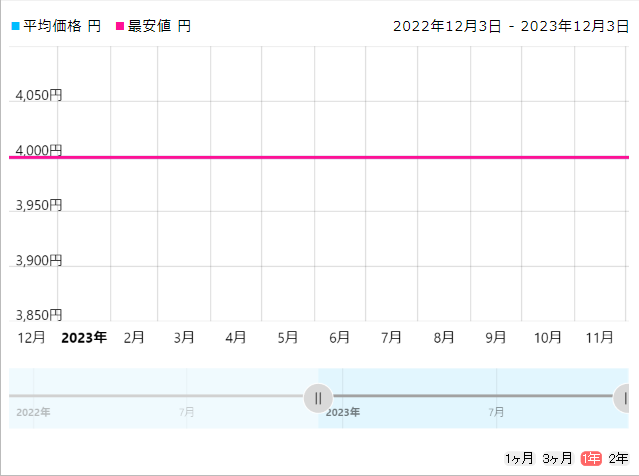 平均価格 円 最安値 円 2022年12月3日 - 2023年12月3日
4,050円
4,000円
3,950円
3,900円
3,850円
12月 2023年 2月 3月 4月 5月 6月 7月 8月 9月 10月 11月
2022年 7月 2023年 7月
1ヶ月 3ヶ月 1年 2年